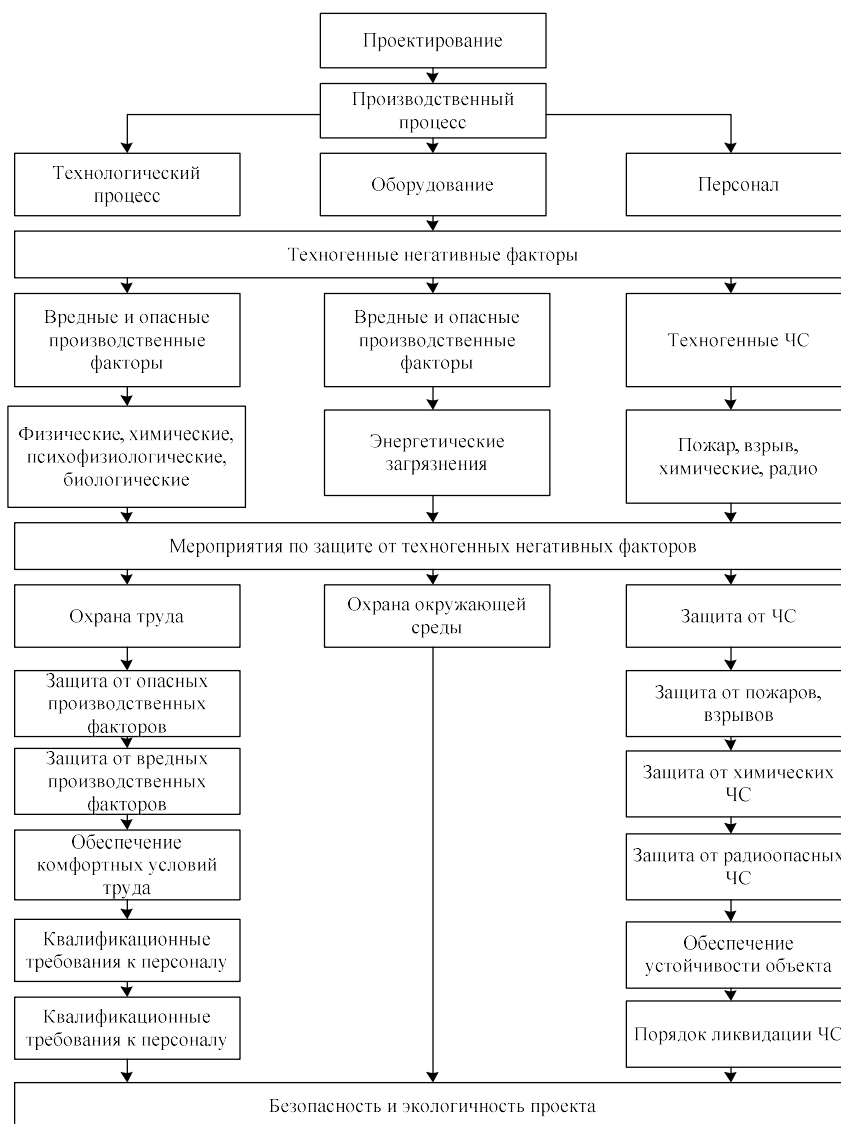 Проектирование
Производственный
процесс
Технологический
процесс
Оборудование
Персонал
Техногенные негативные факторы
Вредные и опасные
производственные
факторы
Вредные и опасные
производственные
факторы
Техногенные ЧС
Физические, химические,
психофизиологические,
биологические
Энергетические
загрязнения
Пожар, взрыв,
химические, радио
Мероприятия по защите от техногенных негативных факторов
Охрана труда
Охрана окружающей
среды
Защита от ЧС
Защита от опасных
производственных
факторов
Защита от пожаров,
взрывов
Защита от вредных
производственных
факторов
Защита от химических
ЧС
Обеспечение
комфортных условий
труда
Защита от радиоопасных
ЧС
Квалификационные
требования к персоналу
Обеспечение
устойчивости объекта
Квалификационные
требования к персоналу
Порядок ликвидации ЧС
Безопасность и экологичность проекта